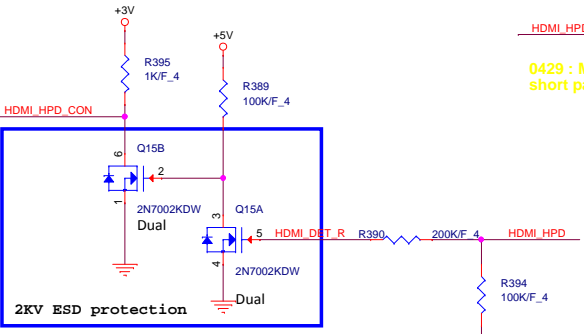 +3V
HDMI_HPD
+5V
R395
1K/F_4
0429 : M
short pa
R389
100K/F_4
HDMI_HPD_CON
6
Q15B
2
1
2N7002KDW
Dual
3
Q15A
5
HDMI_DET_R
R390
200K/F_4
HDMI_HPD
4
2N7002KDW
R394
100K/F_4
Dual
2KV ESD protection